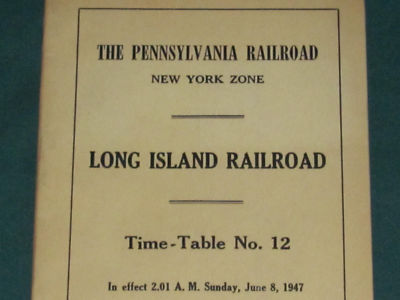 THE PENNSYLVANIA RAILROAD
NEW YORK ZONE
LONG ISLAND RAILROAD
Time-Table No. 12
In effect 2.01 A. M. Sunday, June 8, 1947